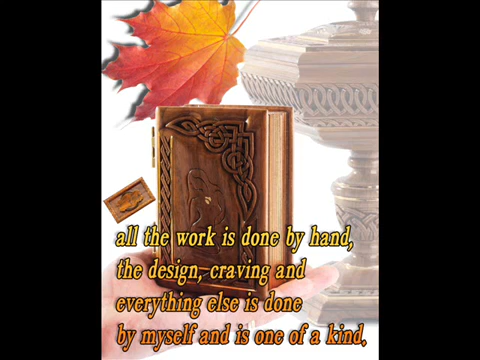 all the work is done by hand,
the design, craving and
everything else is done
by myself and is one of a kind.